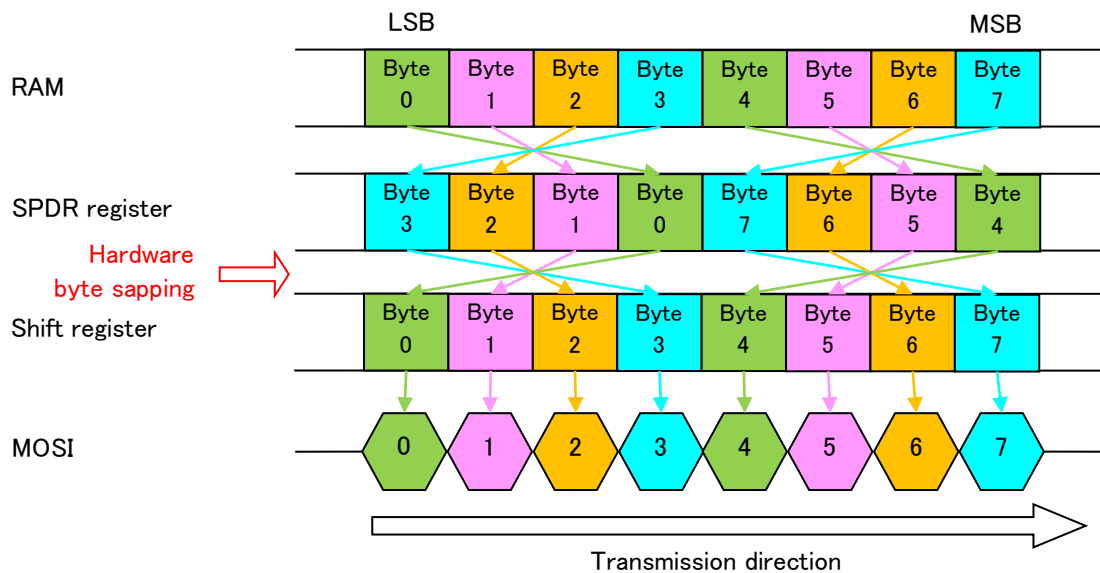 LSB MSB
RAM
Byte Byte Byte Byte Byte Byte Byte Byte
0 1 2 3 4 5 6 7
SPDR register
Byte Byte Byte Byte Byte Byte Byte Byte
3 2 1 0 7 6 5 4
Hardware
byte sapping
Shift register
Byte Byte Byte Byte Byte Byte Byte Byte
0 1 2 3 4 5 6 7
MOSI
0 1 2 3 4 5 6 7
Transmission direction